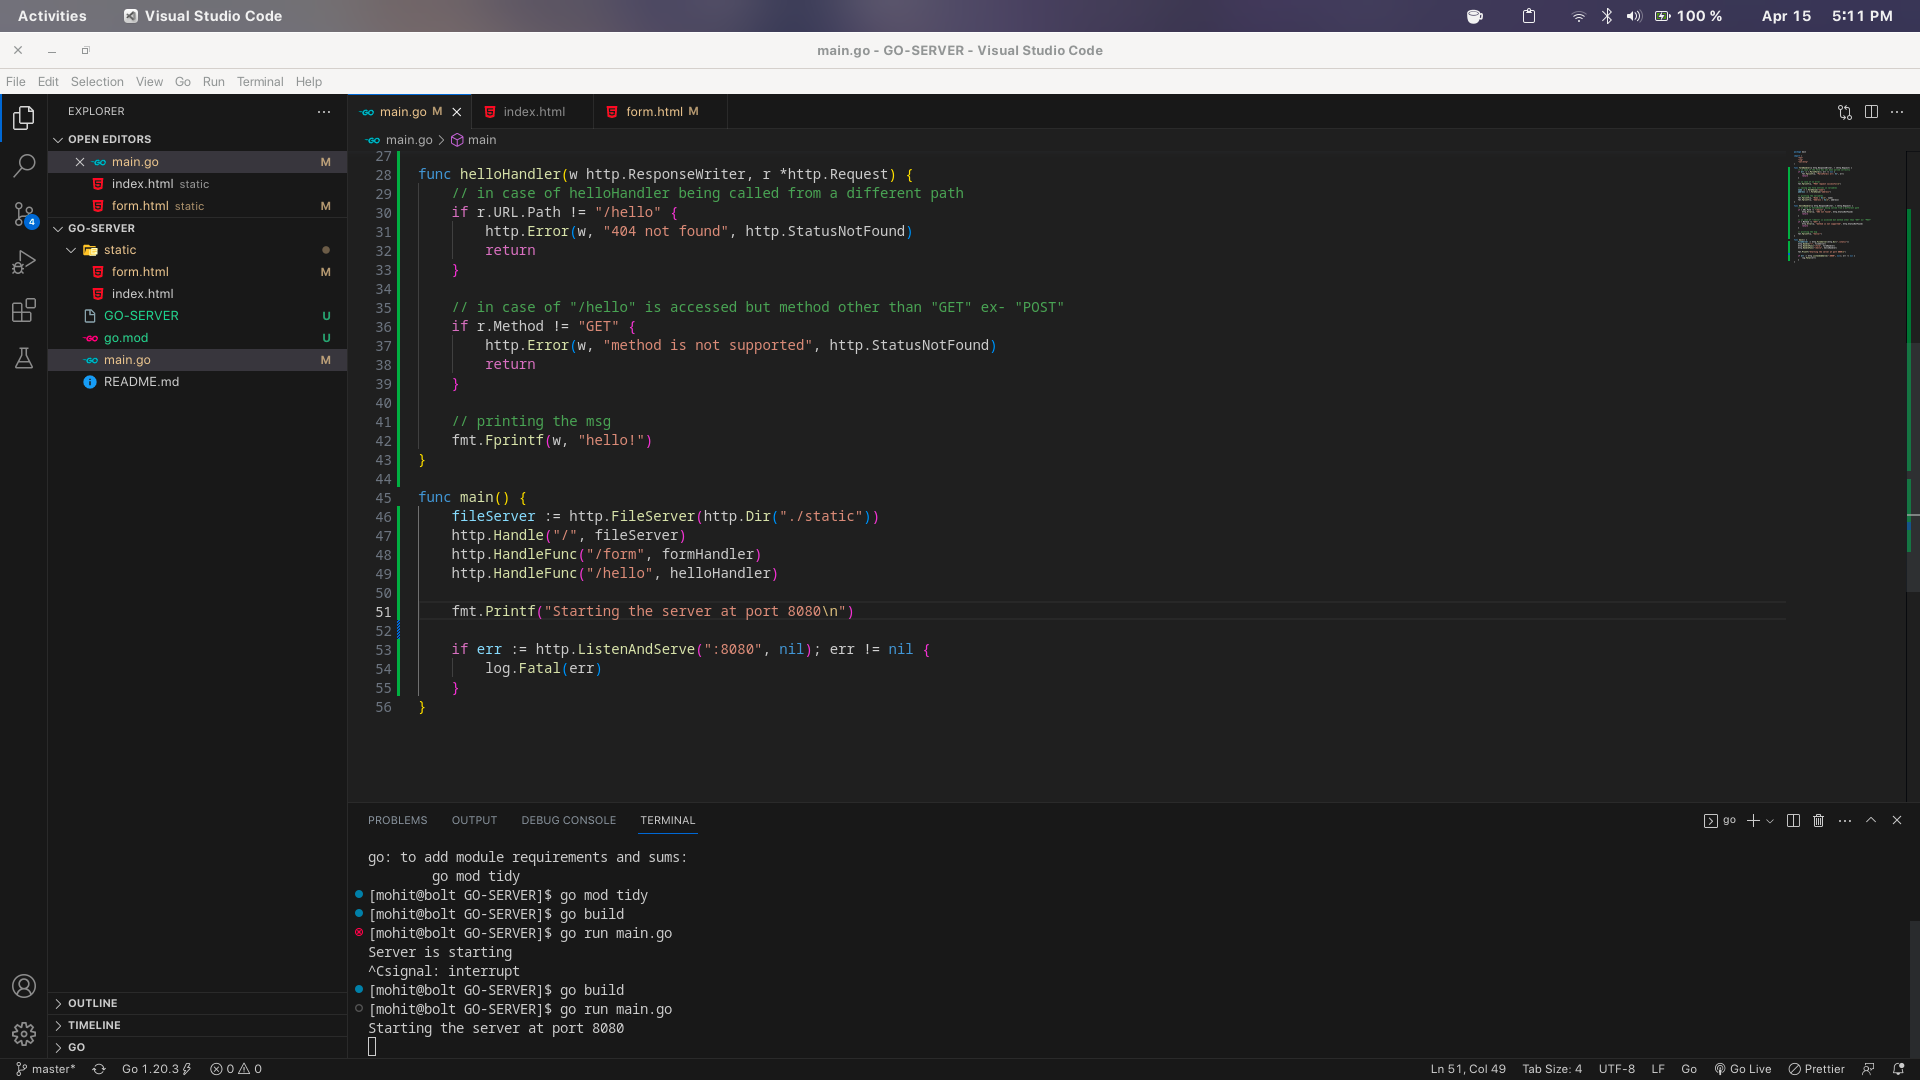 Activities Visual Studio Code 100 % Apr 15 5:11 PM
main.go - GO-SERVER - Visual Studio Code
File Edit Selection View Go Run Terminal Help
EXPLORER
OPEN EDITORS
main.go M
index.html static
form.html static M
GO-SERVER
static
form.html M
index.html
GO-SERVER U
go.mod U
main.go M
README.md
OUTLINE
TIMELINE
GO
4
main.go M index.html form.html M
main.go > main
27
28 func helloHandler(w http.ResponseWriter, r *http.Request) {
29 // in case of helloHandler being called from a different path
30 if r.URL.Path != "/hello" {
31 http.Error(w, "404 not found", http.StatusNotFound)
32 return
33 }
34
35 // in case of "/hello" is accessed but method other than "GET" ex- "POST"
36 if r.Method != "GET" {
37 http.Error(w, "method is not supported", http.StatusNotFound)
38 return
39 }
40
41 // printing the msg
42 fmt.Fprintf(w, "hello!")
43 }
44
45 func main() {
46 fileServer := http.FileServer(http.Dir("./static"))
47 http.Handle("/", fileServer)
48 http.HandleFunc("/form", formHandler)
49 http.HandleFunc("/hello", helloHandler)
50
51 fmt.Printf("Starting the server at port 8080\n")
52
53 if err := http.ListenAndServe(":8080", nil); err != nil {
54 log.Fatal(err)
55 }
56 }
PROBLEMS OUTPUT DEBUG CONSOLE TERMINAL go
go: to add module requirements and sums:
go mod tidy
[mohit@bolt GO-SERVER]$ go mod tidy
[mohit@bolt GO-SERVER]$ go build
[mohit@bolt GO-SERVER]$ go run main.go
Server is starting
^Csignal: interrupt
[mohit@bolt GO-SERVER]$ go build
[mohit@bolt GO-SERVER]$ go run main.go
Starting the server at port 8080
master* Go 1.20.3 0 0 Ln 51, Col 49 Tab Size: 4 UTF-8 LF Go Go Live Prettier